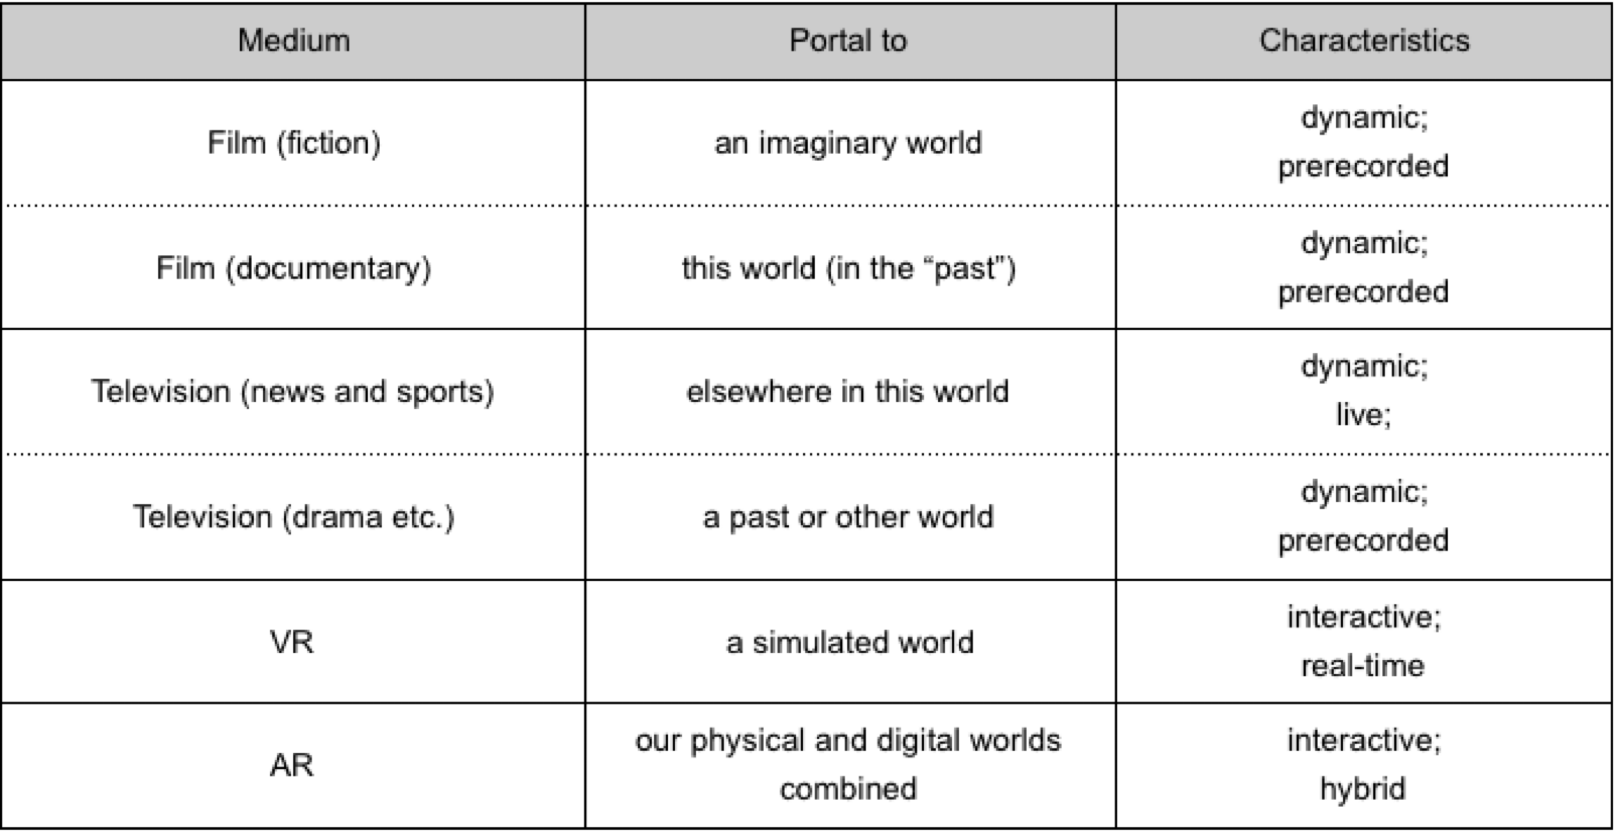 Medium Portal to Characteristics
Film (fiction) an imaginary world dynamic;
prerecorded
Film (documentary) this world (in the “past”) dynamic;
prerecorded
Television (news and sports) elsewhere in this world dynamic;
live;
Television (drama etc.) a past or other world dynamic;
prerecorded
VR a simulated world interactive;
real-time
AR our physical and digital worlds
combined interactive;
hybrid